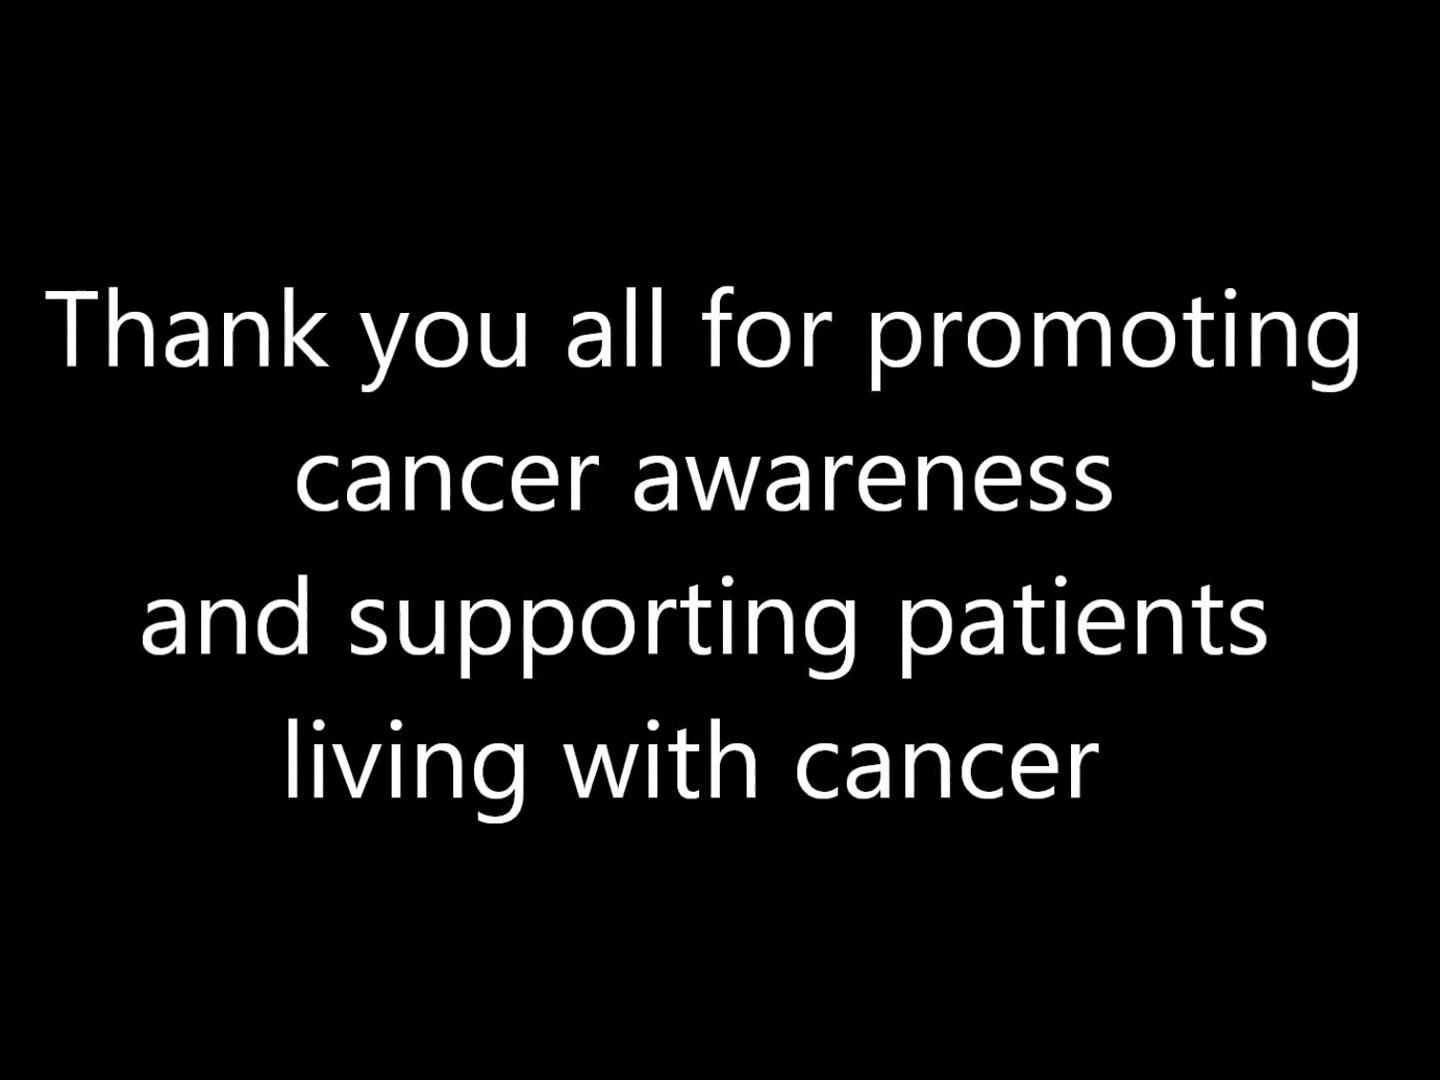 Thank you all for promoting
cancer awareness
and supporting patients
living with cancer